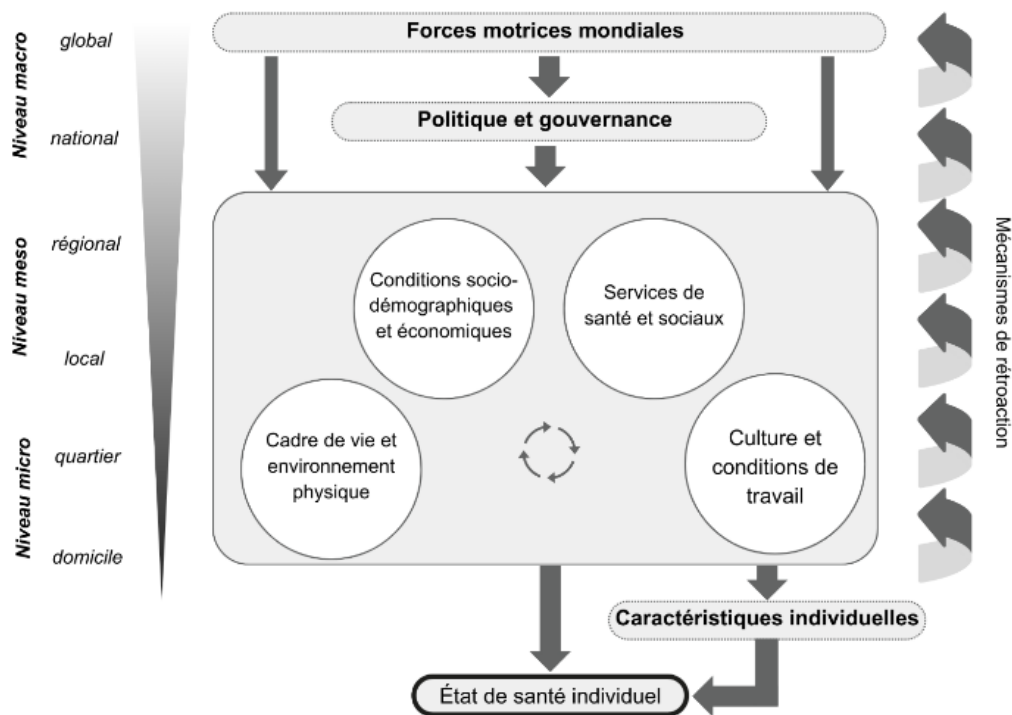 Forces motrices mondiales
Politique et gouvernance
Niveau macro
global
national
Niveau meso
régional
local
Niveau micro
quartier
domicile
Conditions socio-
démographiques
et économiques
Services de
santé et sociaux
Cadre de vie et
environnement
physique
Culture et
conditions de
travail
Mécanismes de rétroaction
Caractéristiques individuelles
État de santé individuel